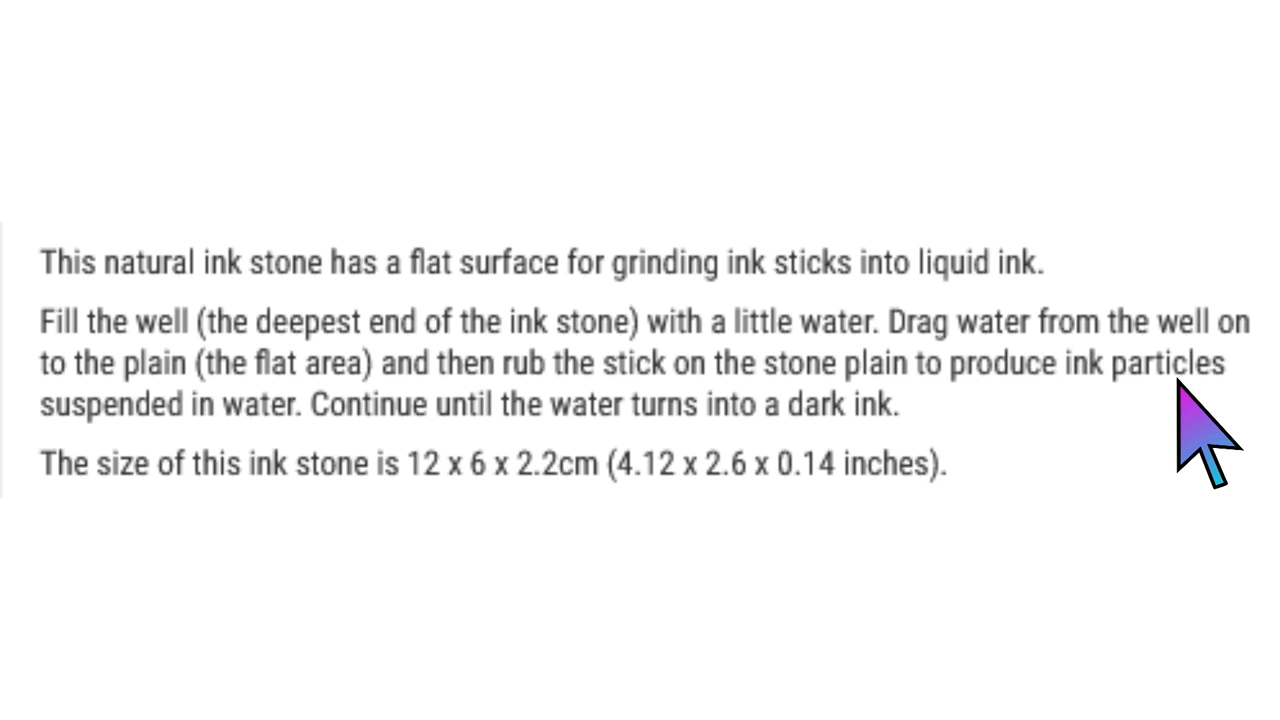 This natural ink stone has a flat surface for grinding ink sticks into liquid ink.
Fill the well (the deepest end of the ink stone) with a little water. Drag water from the well on
to the plain (the flat area) and then rub the stick on the stone plain to produce ink particles
suspended in water. Continue until the water turns into a dark ink.
The size of this ink stone is 12 x 6 x 2.2cm (4.12 x 2.6 x 0.14 inches).